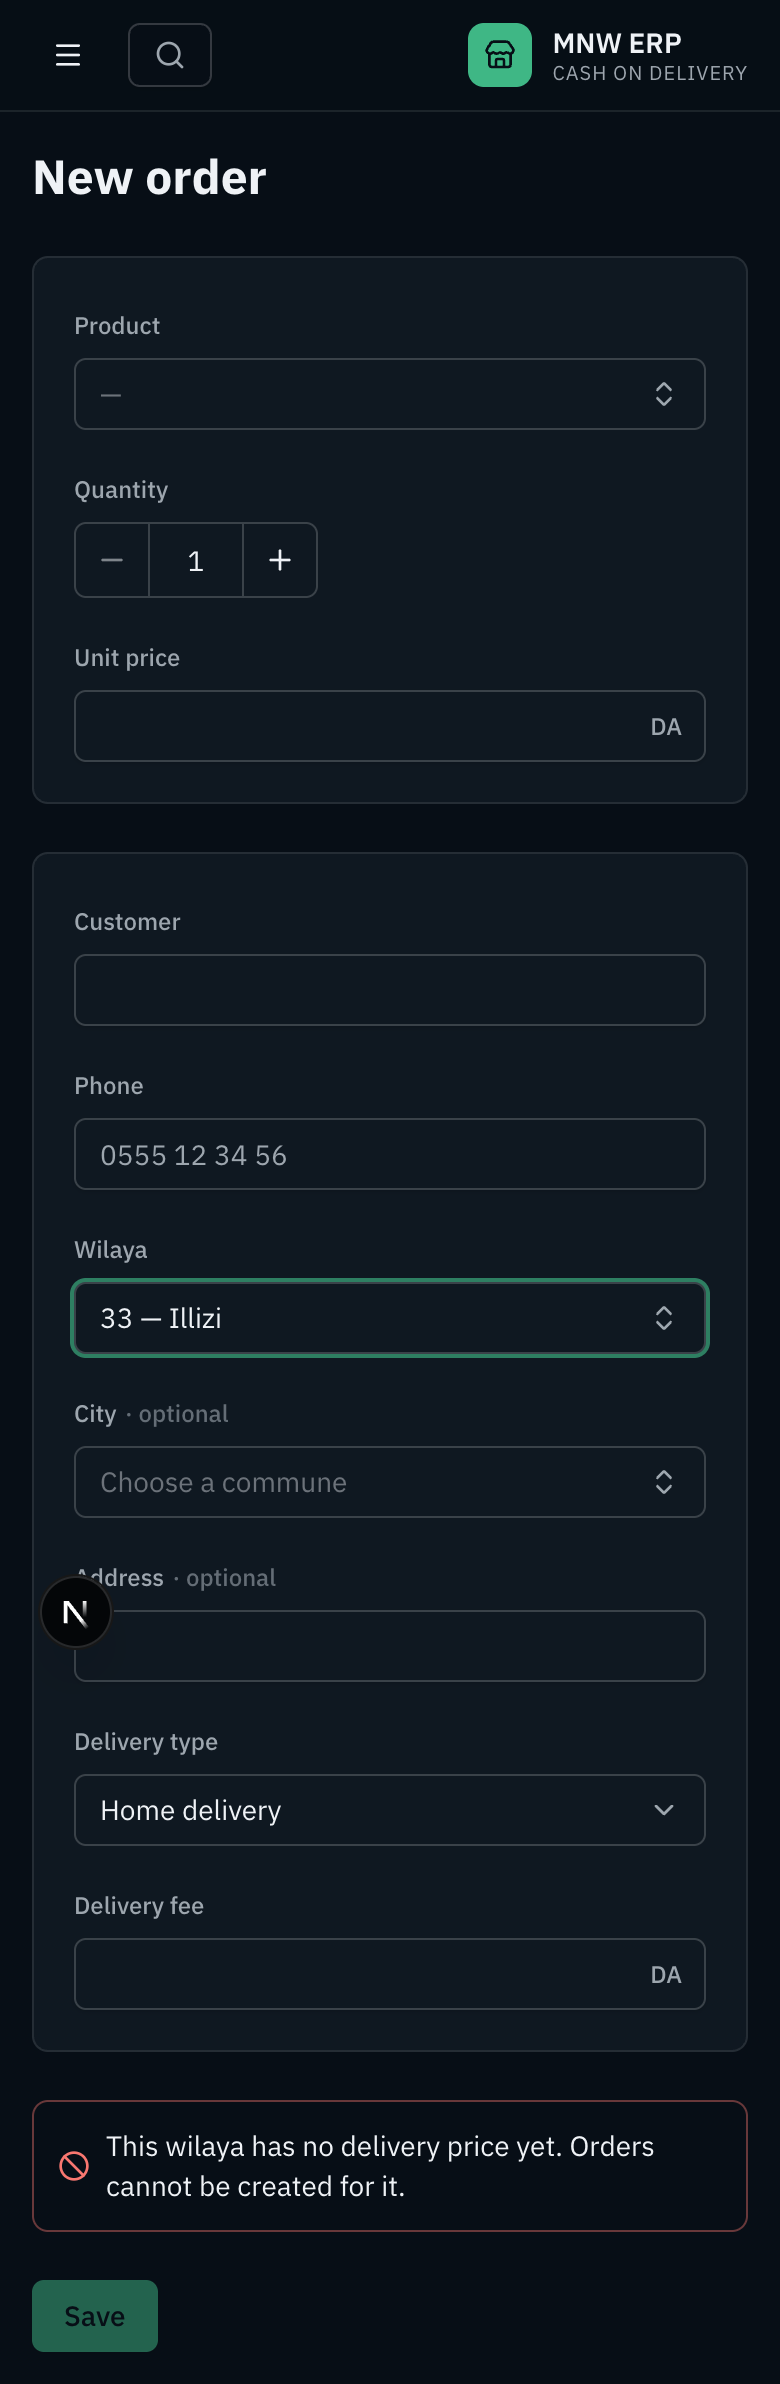 MNW ERP
CASH ON DELIVERY
New order
Product
—
Quantity
1
Unit price
DA
Customer
Phone
0555 12 34 56
Wilaya
33 — Illizi
City · optional
Choose a commune
Address · optional
N
Delivery type
Home delivery
Delivery fee
DA
This wilaya has no delivery price yet. Orders
cannot be created for it.
Save